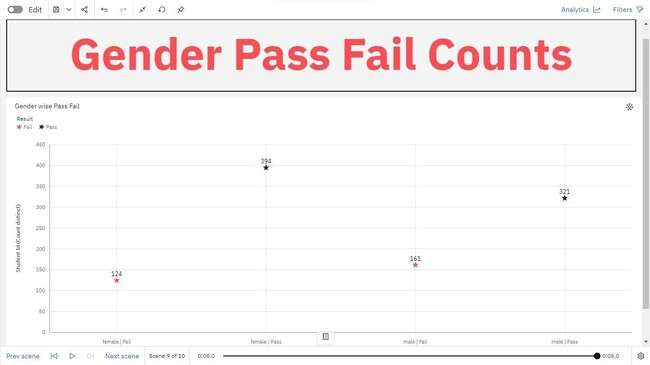 Edit
Analytics
Filters
Gender Pass Fail Counts
Gender wise Pass Fail
Result
Fail Pass
450
400
350
300
250
200
150
100
50
0
Student Id (Count distinct)
124
394
161
321
female | Fail
female | Pass
male | Fail
male | Pass
Prev scene
Next scene
Scene 9 of 10
0:00.0
0:05.0